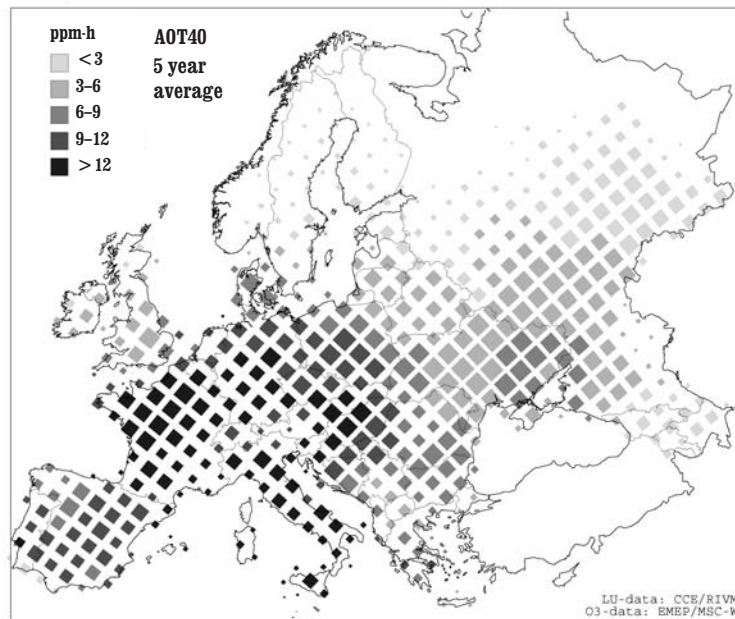 ppm-h
<3
3–6
6–9
9–12
>12
AOT40
5 year
average
LU-data: CCE/RIVM
O3-data: EMEP/MSC-W